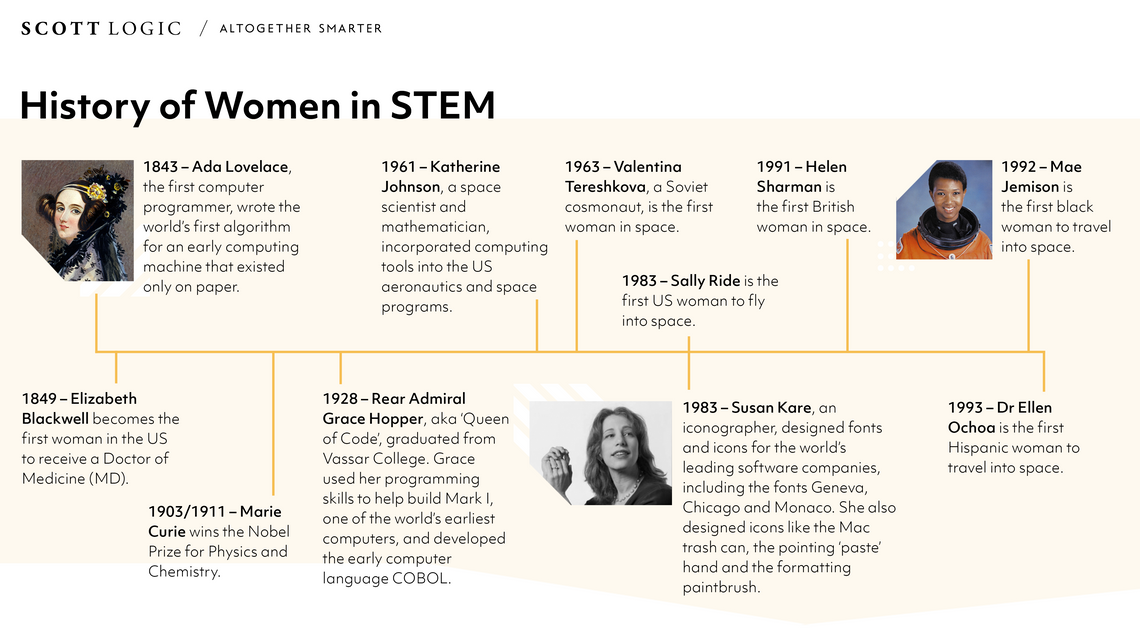 SCOTT LOGIC / ALTOGETHER SMARTER
History of Women in STEM
1843 – Ada Lovelace,
the first computer
programmer, wrote the
world's first algorithm
for an early computing
machine that existed
only on paper.
1961 – Katherine
Johnson, a space
scientist and
mathematician,
incorporated computing
tools into the US
aeronautics and space
programs.
1963 – Valentina
Tereshkova, a Soviet
cosmonaut, is the first
woman in space.
1983 – Sally Ride is the
first US woman to fly
into space.
1991 – Helen
Sharman is
the first British
woman in space.
1992 – Mae
Jemison is
the first black
woman to travel
into space.
1849 – Elizabeth
Blackwell becomes the
first woman in the US
to receive a Doctor of
Medicine (MD).
1903/1911 – Marie
Curie wins the Nobel
Prize for Physics and
Chemistry.
1928 – Rear Admiral
Grace Hopper, aka ‘Queen
of Code’, graduated from
Vassar College. Grace
used her programming
skills to help build Mark I,
one of the world's earliest
computers, and developed
the early computer
language COBOL.
1983 – Susan Kare, an
iconographer, designed fonts
and icons for the world's
leading software companies,
including the fonts Geneva,
Chicago and Monaco. She also
designed icons like the Mac
trash can, the pointing ‘paste’
hand and the formatting
paintbrush.
1993 – Dr Ellen
Ochoa is the first
Hispanic woman to
travel into space.